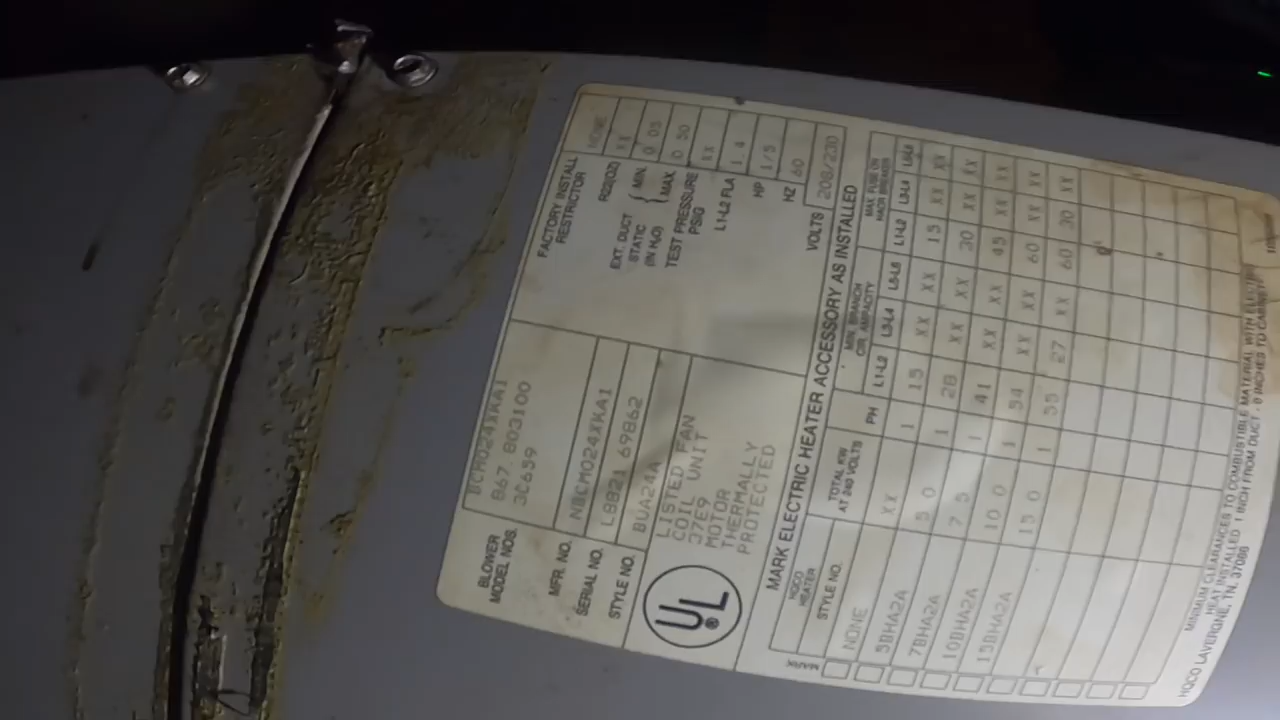 BLOWER MODEL NOS. BCM024XKA1
867.803100
3C659
MFR. NO. NBCM024XKA1
SERIAL NO. L8821 69862
STYLE NO. BUA24A
UL
LISTED FAN
COIL UNIT
37E9
MOTOR
THERMALLY
PROTECTED
FACTORY INSTALL RESTRICTOR NONE
R22(OZ) XX
EXT. DUCT STATIC (IN H₂O) MIN. 0 05
MAX. 0 50
TEST PRESSURE PSIG XX
L1-L2 FLA 1 4
HP 1/5
HZ 60
VOLTS 208/230
MARK ELECTRIC HEATER ACCESSORY AS INSTALLED
MARK
HQCO HEATER STYLE NO.
TOTAL KW AT 240 VOLTS
PH
MIN. BRANCH CIR. AMPACITY
L1-L2 L3-L4 L5-L6
MAX. FUSE OR HACR BREAKER
L1-L2 L3-L4 L5-L6
NONE XX 1 15 XX XX 15 XX XX
5BHA2A 5 0 1 28 XX XX 30 XX XX
7BHA2A 7 5 1 41 XX XX 45 XX XX
10BHA2A 10 0 1 54 XX XX 60 XX XX
15BHA2A 15 0 1 55 27 XX 60 30 XX
MINIMUM CLEARANCES TO COMBUSTIBLE MATERIAL WITH
HEAT INSTALLED 1 INCH FROM DUCT - 0 INCHES TO CABINET
HQCO LAVERGNE, TN. 37086